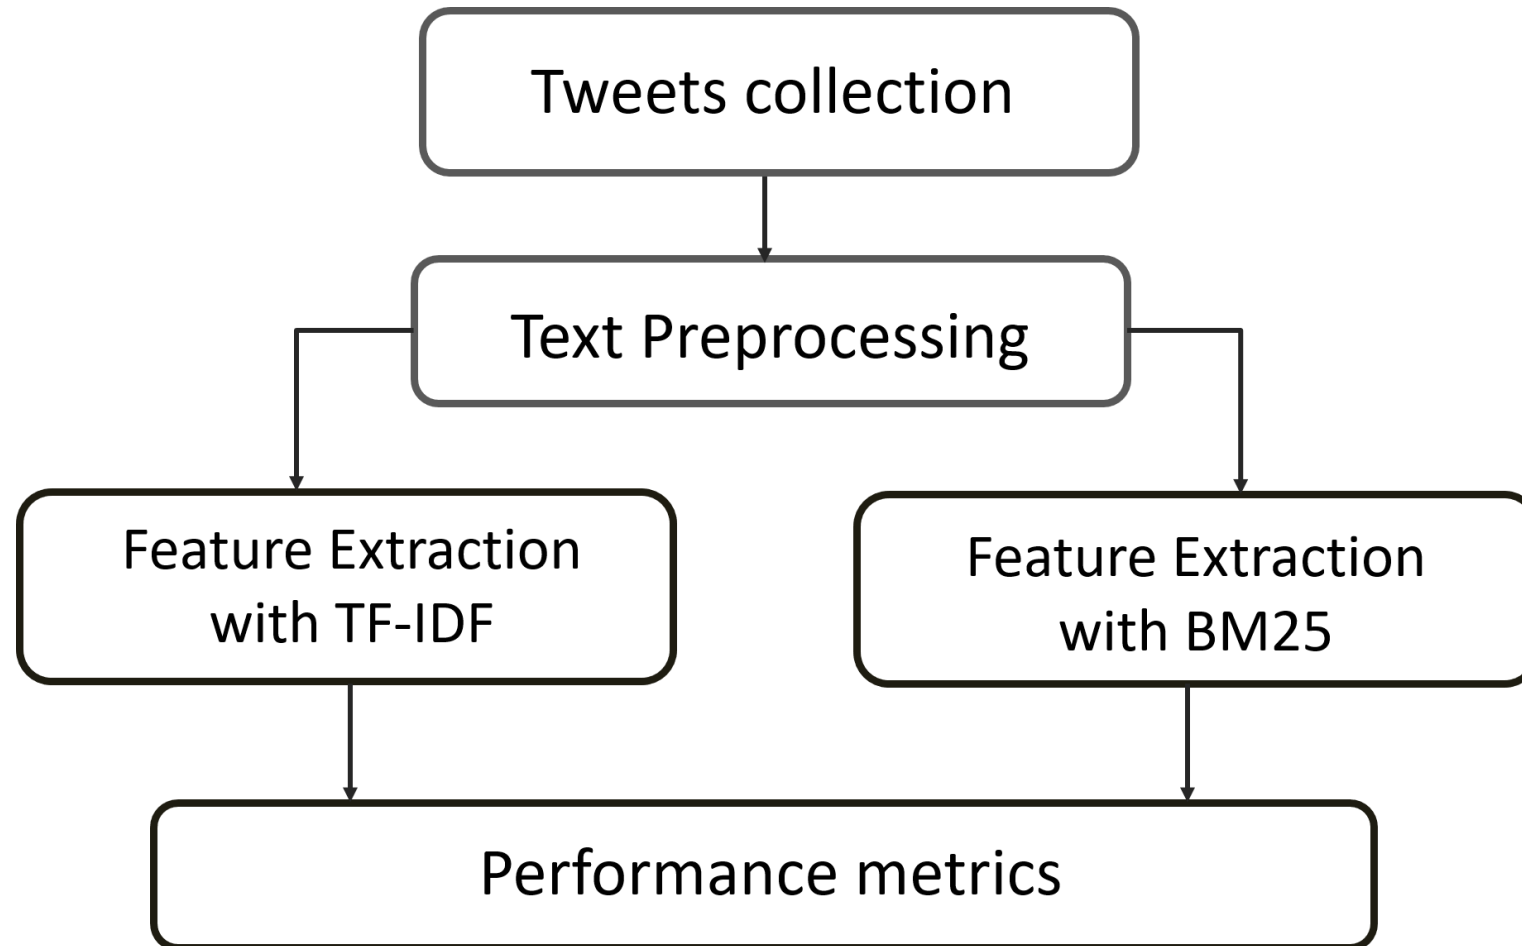 Tweets collection
Text Preprocessing
Feature Extraction
with TF-IDF
Feature Extraction
with BM25
Performance metrics